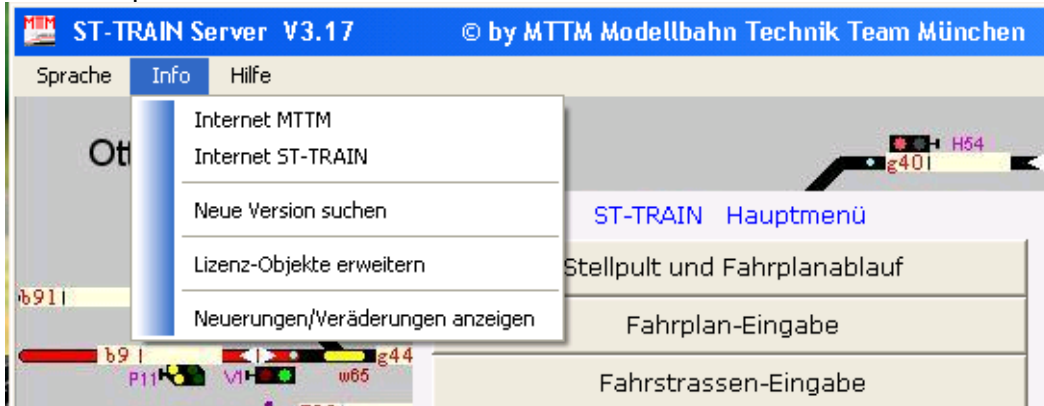 MTTM ST-TRAIN Server V3.17 © by MTTM Modellbahn Technik Team München
Sprache Info Hilfe
Internet MTTM
Internet ST-TRAIN
Neue Version suchen
Lizenz-Objekte erweitern
Neuerungen/Veräderungen anzeigen
Ott
H54
g40
ST-TRAIN Hauptmenü
Stellpult und Fahrplanablauf
Fahrplan-Eingabe
Fahrstrassen-Eingabe
b91
b9
g44
P11 V1 w65